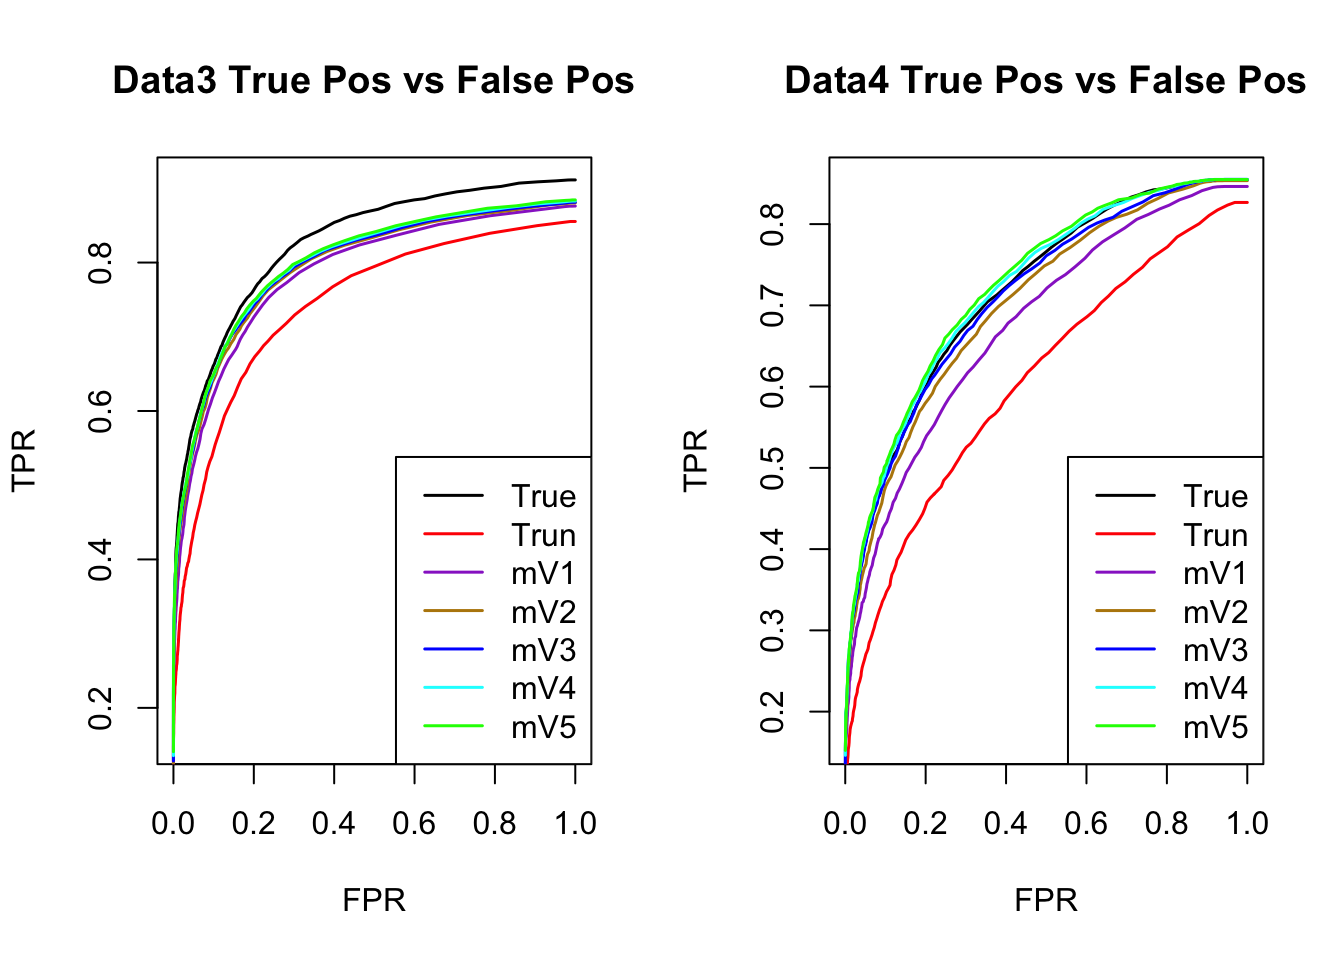 Data3 True Pos vs False Pos
TPR
0.8
0.6
0.4
0.2
True
Trun
mV1
mV2
mV3
mV4
mV5
0.0 0.2 0.4 0.6 0.8 1.0
FPR
Data4 True Pos vs False Pos
TPR
0.8
0.7
0.6
0.5
0.4
0.3
0.2
True
Trun
mV1
mV2
mV3
mV4
mV5
0.0 0.2 0.4 0.6 0.8 1.0
FPR